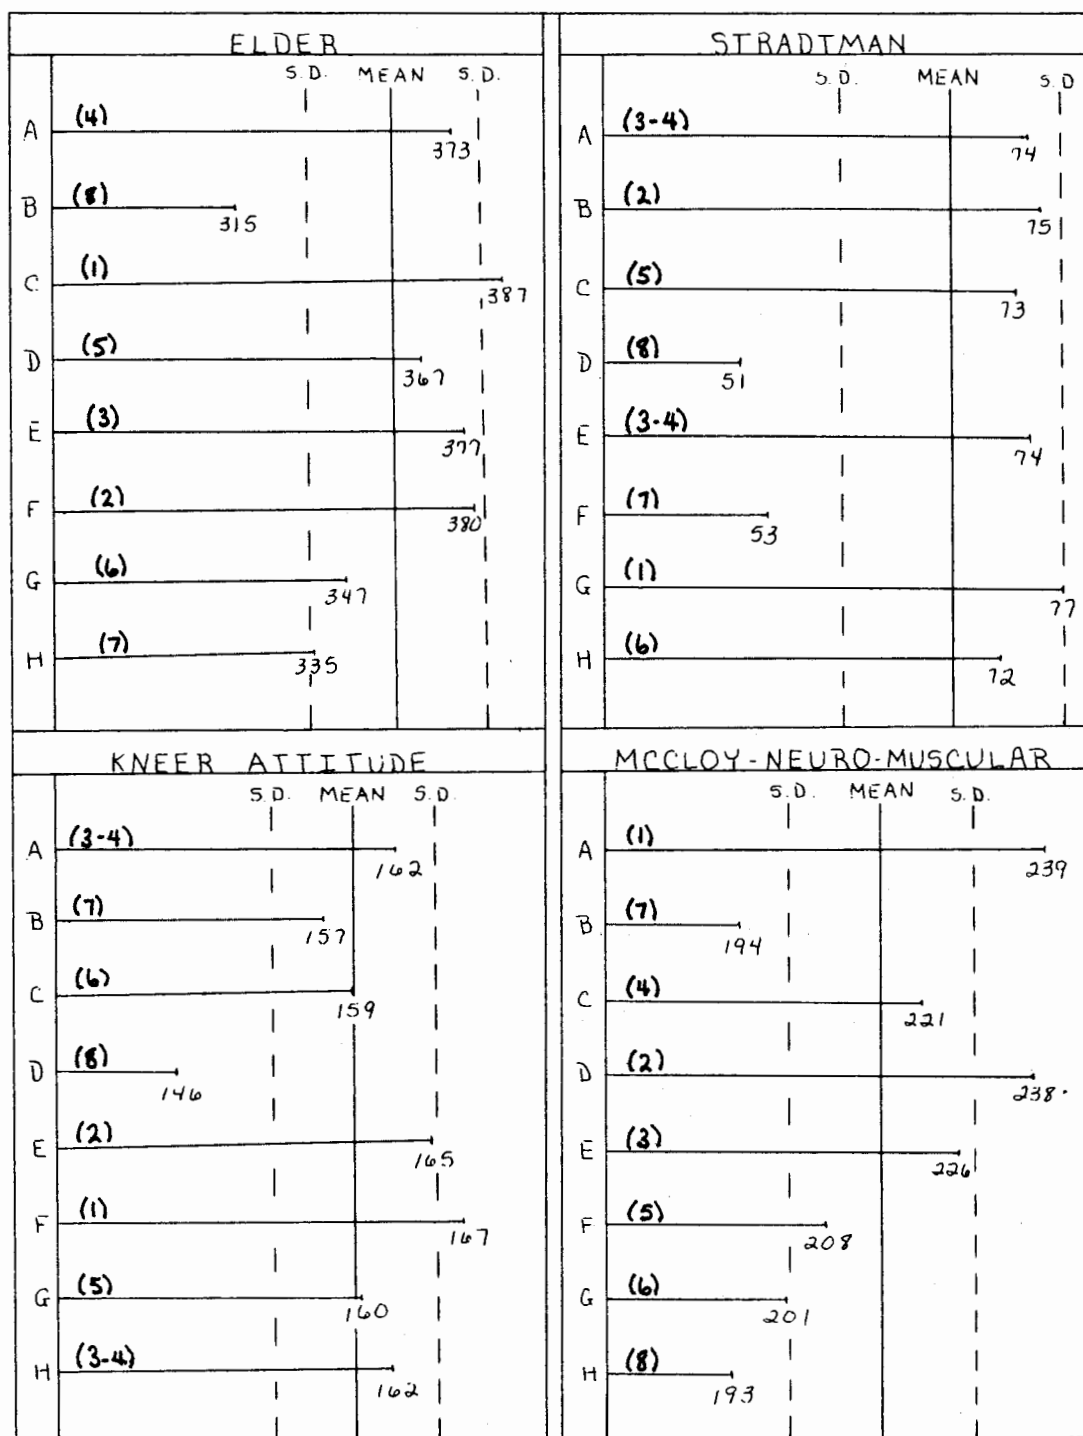 ELDER
S.D. MEAN S.D.
A (4) 373
B (8) 315
C (1) 387
D (5) 367
E (3) 377
F (2) 380
G (6) 347
H (7) 335
STRADTMAN
S.D. MEAN S.D
A (3-4) 74
B (2) 75
C (5) 73
D (8) 51
E (3-4) 74
F (7) 53
G (1) 77
H (6) 72
KNEER ATTITUDE
S.D. MEAN S.D.
A (3-4) 162
B (7) 157
C (6) 159
D (8) 146
E (2) 165
F (1) 167
G (5) 160
H (3-4) 162
MCCLOY-NEURO-MUSCULAR
S.D. MEAN S.D.
A (1) 239
B (7) 194
C (4) 221
D (2) 238
E (3) 226
F (5) 208
G (6) 201
H (8) 193